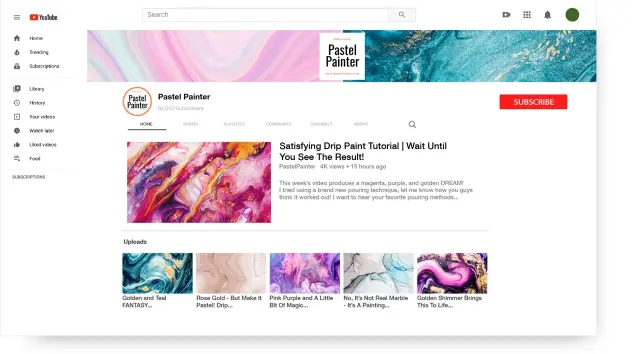 YouTube
Search
Home
Trending
Subscriptions
Library
History
Your videos
Watch later
Liked videos
Food
SUBSCRIPTIONS
Pastel
Painter
Pastel
Painter
Pastel Painter
Subscribers
SUBSCRIBE
HOME
VIDEOS
PLAYLISTS
COMMUNITY
CHANNELS
ABOUT
Satisfying Drip Paint Tutorial | Wait Until
You See The Result!
PastelPainter 4K views • 15 hours ago
This week's video produces a magenta, purple, and golden DREAM!
I tried using a brand new pouring technique, let me know how you guys
think it worked out! I want to hear your favorite pouring methods...
Uploads
Golden and Teal
FANTASY...
Rose Gold - But Make It
Pastel! Drip...
Pink Purple and A Little
Bit Of Magic...
No, It's Not Real Marble
- It's A Painting...
Golden Shimmer Brings
This To Life...